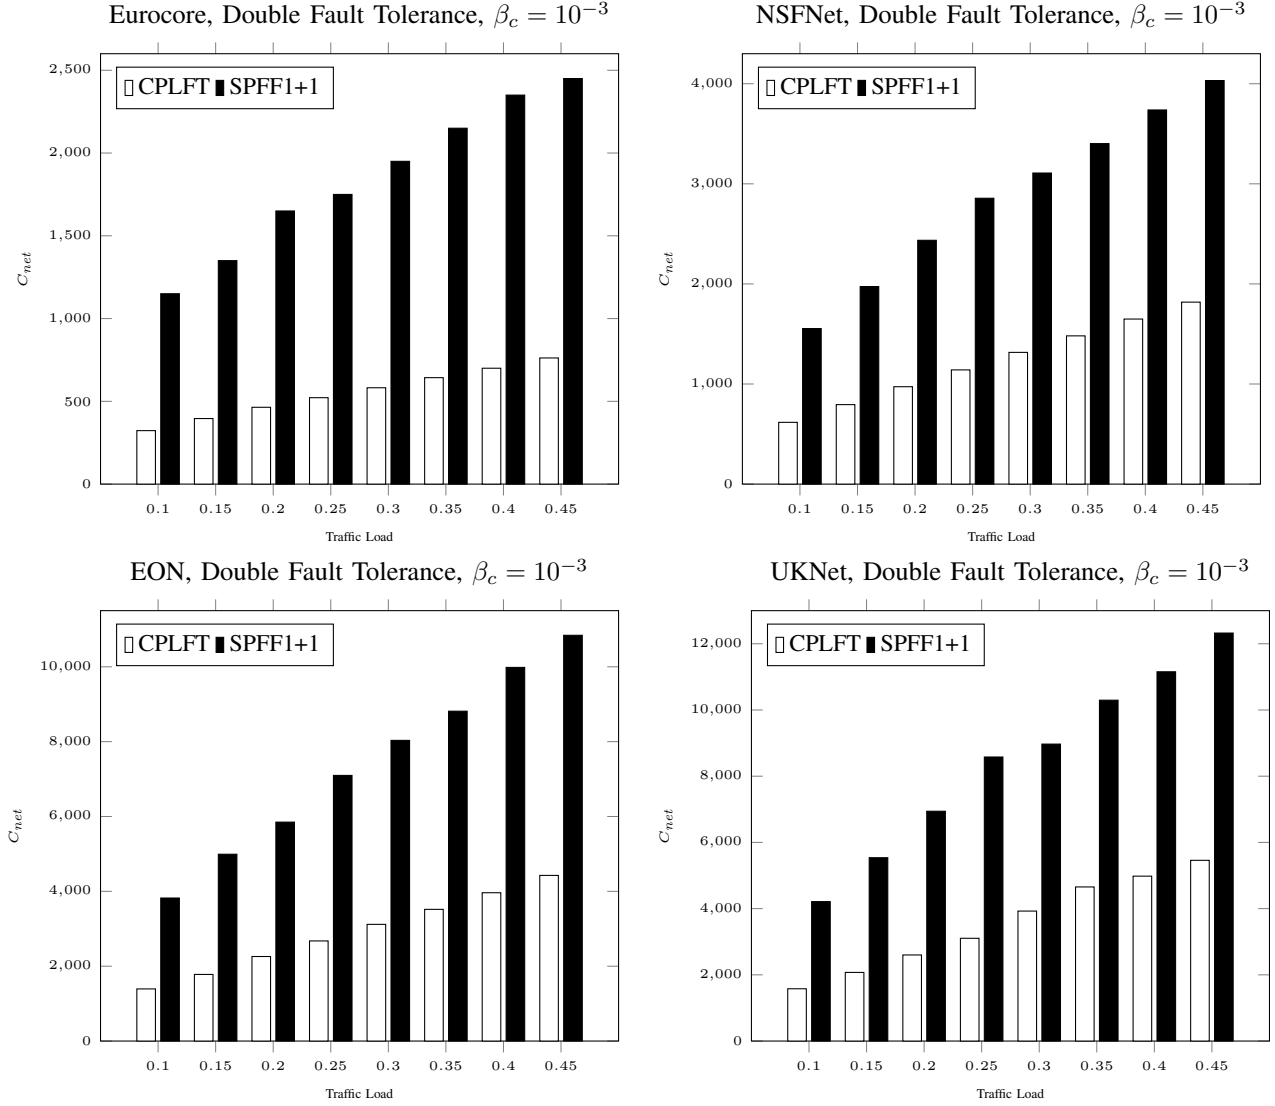 Eurocore, Double Fault Tolerance, β_c = 10^{-3}
2,500
2,000
1,500
1,000
500
0
C_{net}
CPLFT SPFF1+1
0.1 0.15 0.2 0.25 0.3 0.35 0.4 0.45
Traffic Load
NSFNet, Double Fault Tolerance, β_c = 10^{-3}
4,000
3,000
2,000
1,000
0
C_{net}
CPLFT SPFF1+1
0.1 0.15 0.2 0.25 0.3 0.35 0.4 0.45
Traffic Load
EON, Double Fault Tolerance, β_c = 10^{-3}
10,000
8,000
6,000
4,000
2,000
0
C_{net}
CPLFT SPFF1+1
0.1 0.15 0.2 0.25 0.3 0.35 0.4 0.45
Traffic Load
UKNet, Double Fault Tolerance, β_c = 10^{-3}
12,000
10,000
8,000
6,000
4,000
2,000
0
C_{net}
CPLFT SPFF1+1
0.1 0.15 0.2 0.25 0.3 0.35 0.4 0.45
Traffic Load